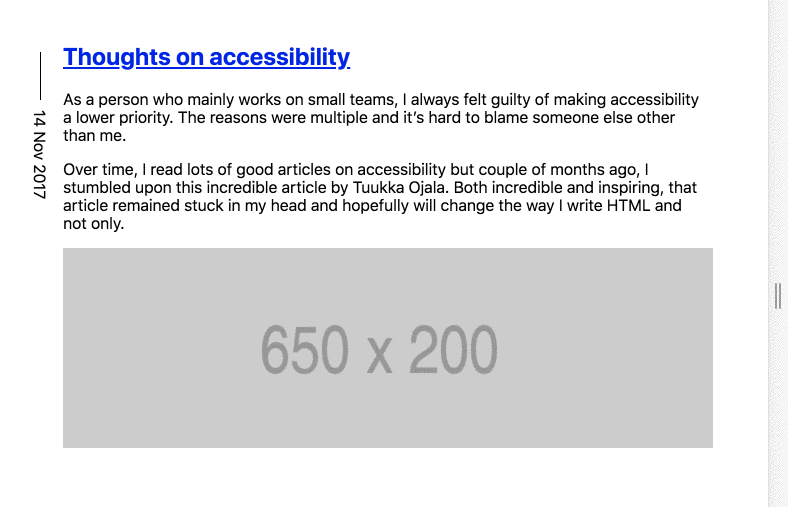 Thoughts on accessibility
14 Nov 2017
As a person who mainly works on small teams, I always felt guilty of making accessibility
a lower priority. The reasons were multiple and it’s hard to blame someone else other
than me.
Over time, I read lots of good articles on accessibility but couple of months ago, I
stumbled upon this incredible article by Tuukka Ojala. Both incredible and inspiring, that
article remained stuck in my head and hopefully will change the way I write HTML and
not only.
650 x 200